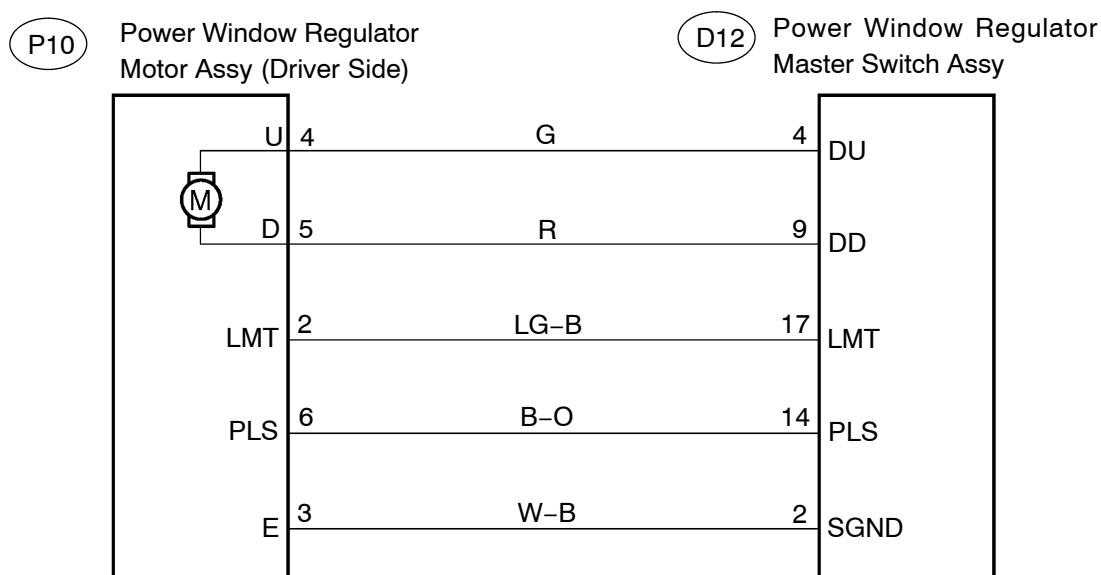 P10
Power Window Regulator
Motor Assy (Driver Side)
D12
Power Window Regulator
Master Switch Assy
U 4 G 4 DU
M
D 5 R 9 DD
LMT 2 LG–B 17 LMT
PLS 6 B–O 14 PLS
E 3 W–B 2 SGND